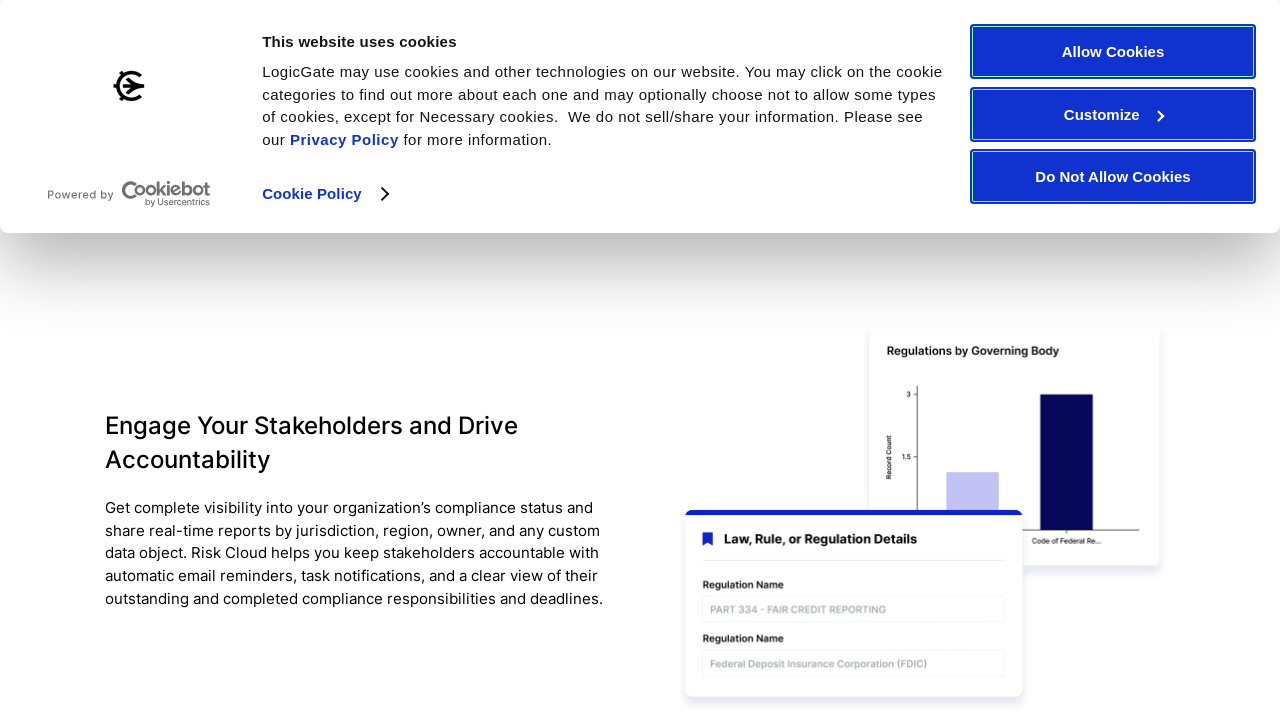 This website uses cookies
LogicGate may use cookies and other technologies on our website. You may click on the cookie
categories to find out more about each one and may optionally choose not to allow some types
of cookies, except for Necessary cookies.  We do not sell/share your information. Please see
our Privacy Policy for more information.
Cookie Policy
Powered by Cookiebot
by Usercentrics
Allow Cookies
Customize
Do Not Allow Cookies
Engage Your Stakeholders and Drive
Accountability
Get complete visibility into your organization’s compliance status and
share real-time reports by jurisdiction, region, owner, and any custom
data object. Risk Cloud helps you keep stakeholders accountable with
automatic email reminders, task notifications, and a clear view of their
outstanding and completed compliance responsibilities and deadlines.
Regulations by Governing Body
3
1.5
Record Count
Code of Federal Re...
Law, Rule, or Regulation Details
Regulation Name
PART 334 - FAIR CREDIT REPORTING
Regulation Name
Federal Deposit Insurance Corporation (FDIC)